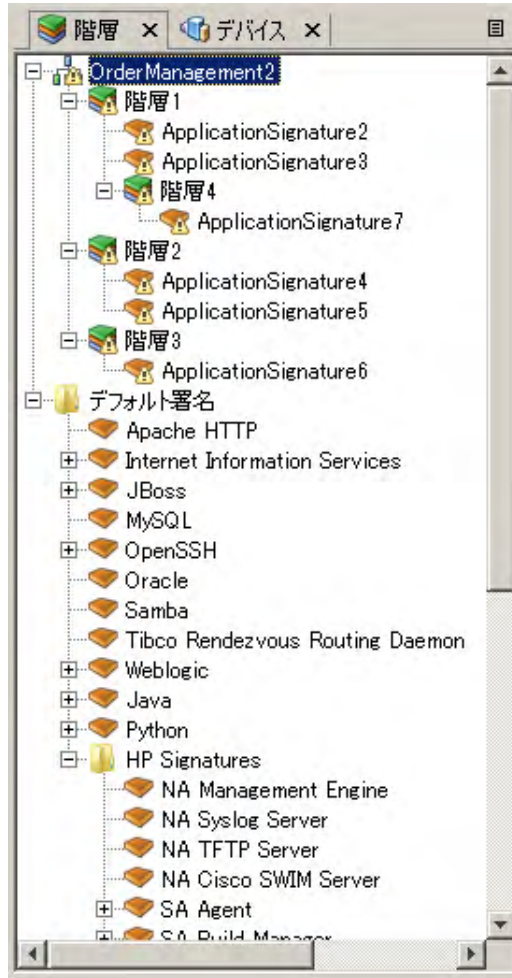 階層 デバイス
OrderManagement2
階層1
ApplicationSignature2
ApplicationSignature3
階層4
ApplicationSignature7
階層2
ApplicationSignature4
ApplicationSignature5
階層3
ApplicationSignature6
デフォルト署名
Apache HTTP
Internet Information Services
JBoss
MySQL
OpenSSH
Oracle
Samba
Tibco Rendezvous Routing Daemon
Weblogic
Java
Python
HP Signatures
NA Management Engine
NA Syslog Server
NA TFTP Server
NA Cisco SWIM Server
SA Agent
SA Build Manager